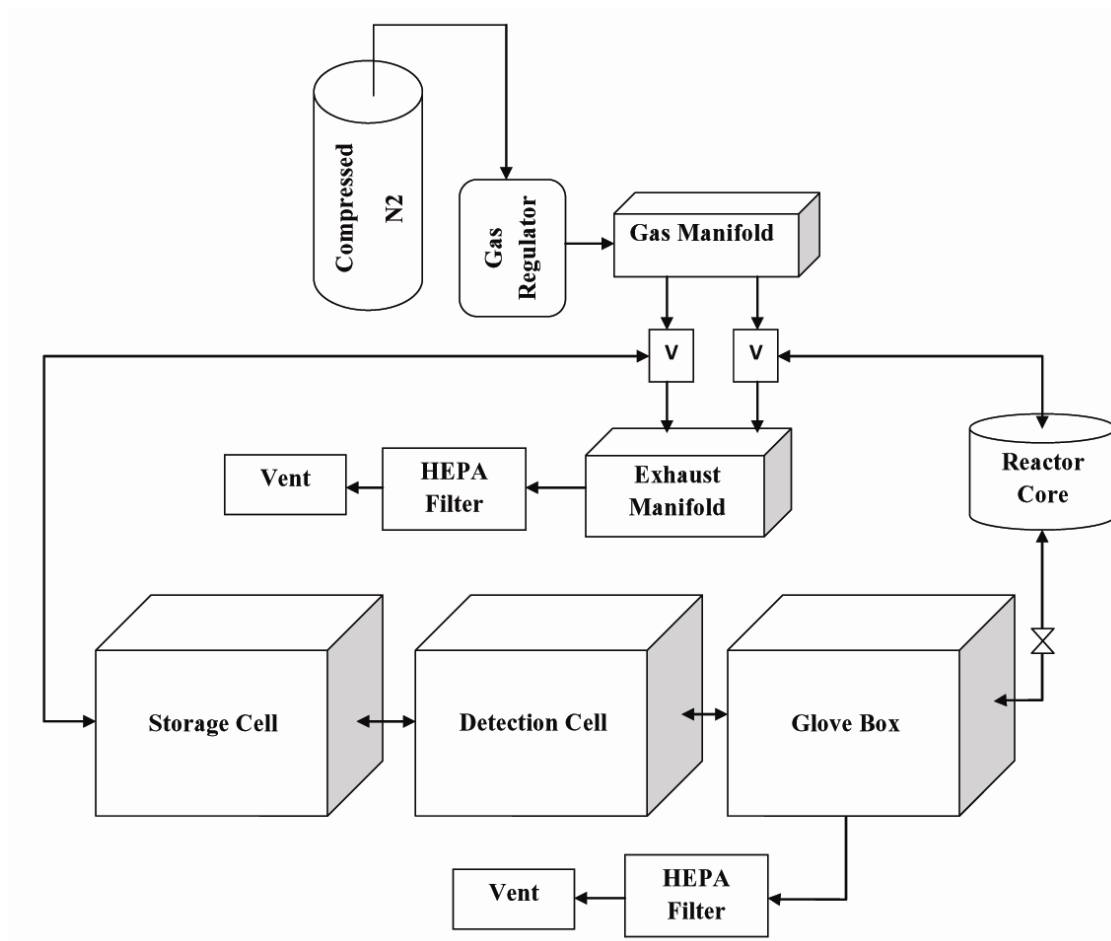 Compressed
N2
Gas
Regulator
Gas Manifold
V
V
Reactor
Core
Vent
HEPA
Filter
Exhaust
Manifold
Storage Cell
Detection Cell
Glove Box
Vent
HEPA
Filter